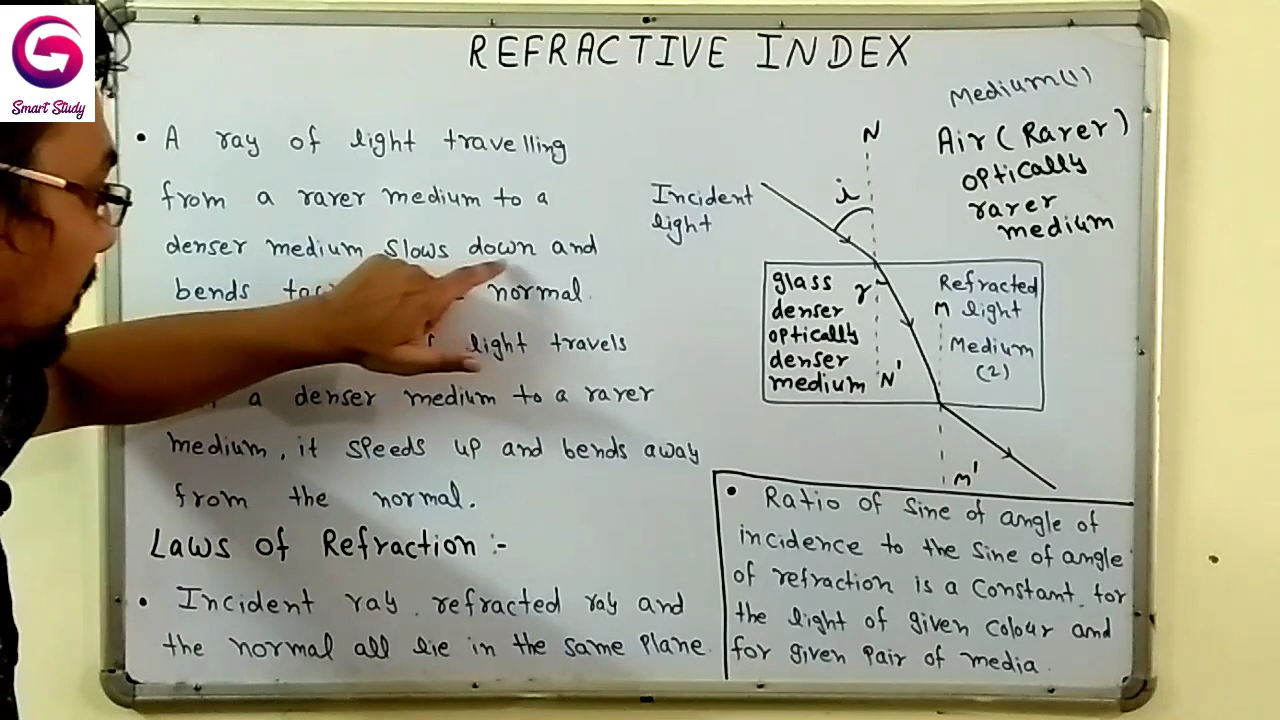 Smart Study
REFRACTIVE INDEX
• A ray of light travelling
from a rarer medium to a
denser medium slows down and
bends normal.
light travels
a denser medium to a rarer
medium, it speeds up and bends away
from the normal.
Laws of Refraction :-
• Incident ray, refracted ray and
the normal all lie in the same plane.
Medium(1)
Air (Rarer)
optically
rarer
medium
N
i
Incident
light
glass
denser
optically
denser
medium
r
N'
Refracted
M light
Medium
(2)
M'
• Ratio of sine of angle of
incidence to the sine of angle
of refraction is a constant, for
the light of given colour and
for given pair of media.